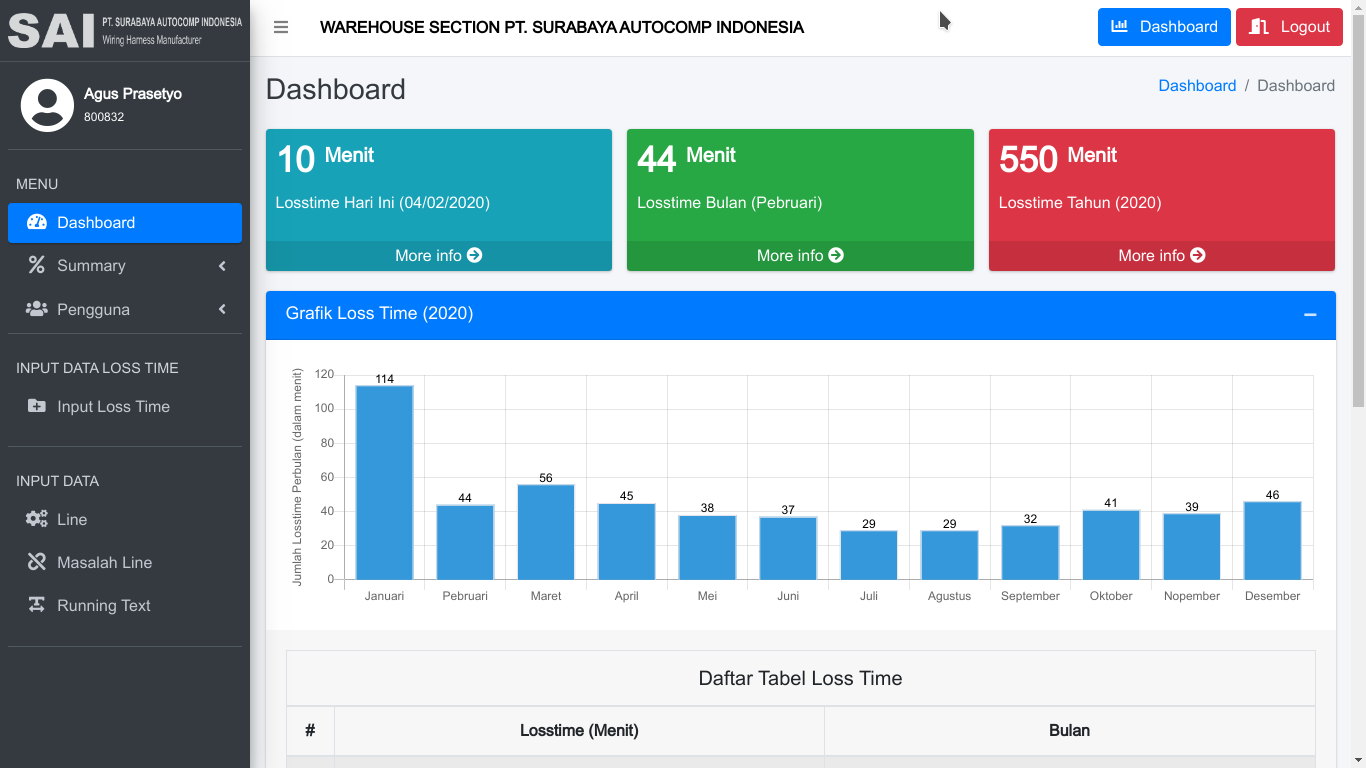 SAI PT. SURABAYA AUTOCOMP INDONESIA
Wiring Harness Manufacturer
WAREHOUSE SECTION PT. SURABAYA AUTOCOMP INDONESIA
Dashboard
Logout
Agus Prasetyo
800832
MENU
Dashboard
Summary
Pengguna
INPUT DATA LOSS TIME
Input Loss Time
INPUT DATA
Line
Masalah Line
Running Text
Dashboard
Dashboard / Dashboard
10 Menit
Losstime Hari Ini (04/02/2020)
More info
44 Menit
Losstime Bulan (Pebruari)
More info
550 Menit
Losstime Tahun (2020)
More info
Grafik Loss Time (2020)
Jumlah Losstime Perbulan (dalam menit)
120
100
80
60
40
20
0
114
44
56
45
38
37
29
29
32
41
39
46
Januari
Pebruari
Maret
April
Mei
Juni
Juli
Agustus
September
Oktober
Nopember
Desember
Daftar Tabel Loss Time
# Losstime (Menit) Bulan